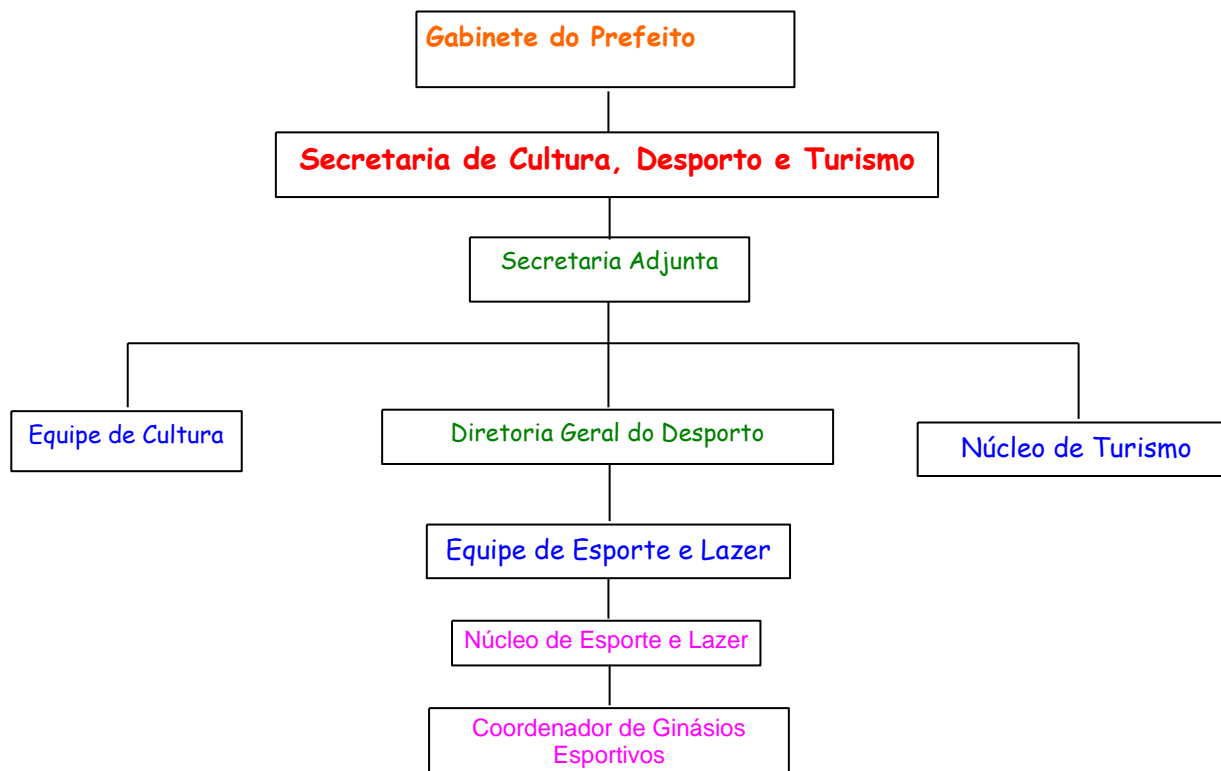 Gabinete do Prefeito
Secretaria de Cultura, Desporto e Turismo
Secretaria Adjunta
Equipe de Cultura
Diretoria Geral do Desporto
Núcleo de Turismo
Equipe de Esporte e Lazer
Núcleo de Esporte e Lazer
Coordenador de Ginásios
Esportivos